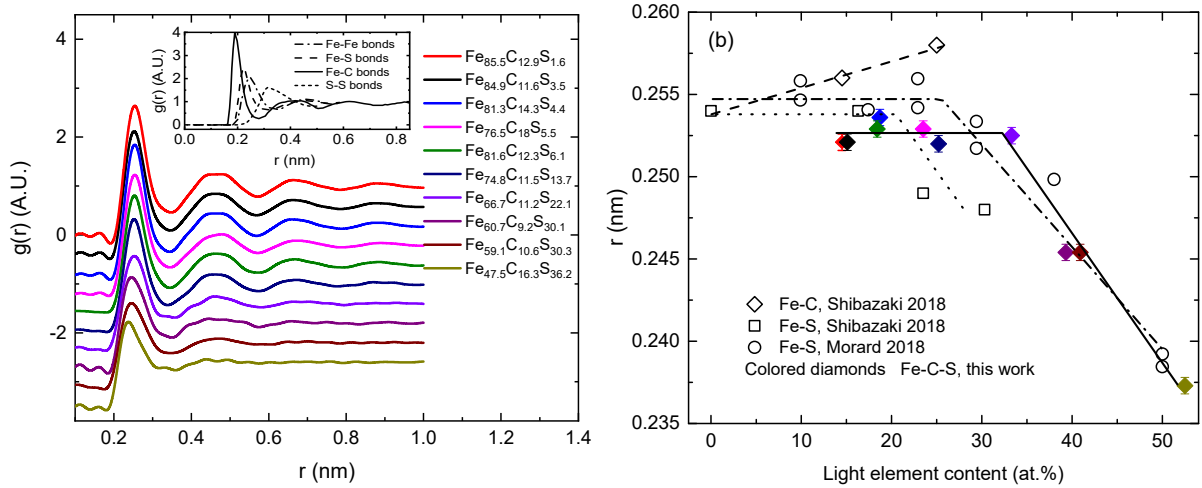 g(r) (A.U.)
4
2
0
-2
0.2 0.4 0.6 0.8 1.0 1.2 1.4
r (nm)
g(r) (A.U.)
4
3
2
1
0
0.0 0.2 0.4 0.6 0.8
r (nm)
Fe-Fe bonds
Fe-S bonds
Fe-C bonds
S-S bonds
Fe85.5C12.9S1.6
Fe84.9C11.6S3.5
Fe81.3C14.3S4.4
Fe76.5C18S5.5
Fe81.6C12.3S6.1
Fe74.8C11.5S13.7
Fe66.7C11.2S22.1
Fe60.7C9.2S30.1
Fe59.1C10.6S30.3
Fe47.5C16.3S36.2
(b)
r (nm)
0.260
0.255
0.250
0.245
0.240
0.235
0 10 20 30 40 50
Light element content (at.%)
Fe-C, Shibazaki 2018
Fe-S, Shibazaki 2018
Fe-S, Morard 2018
Colored diamonds Fe-C-S, this work